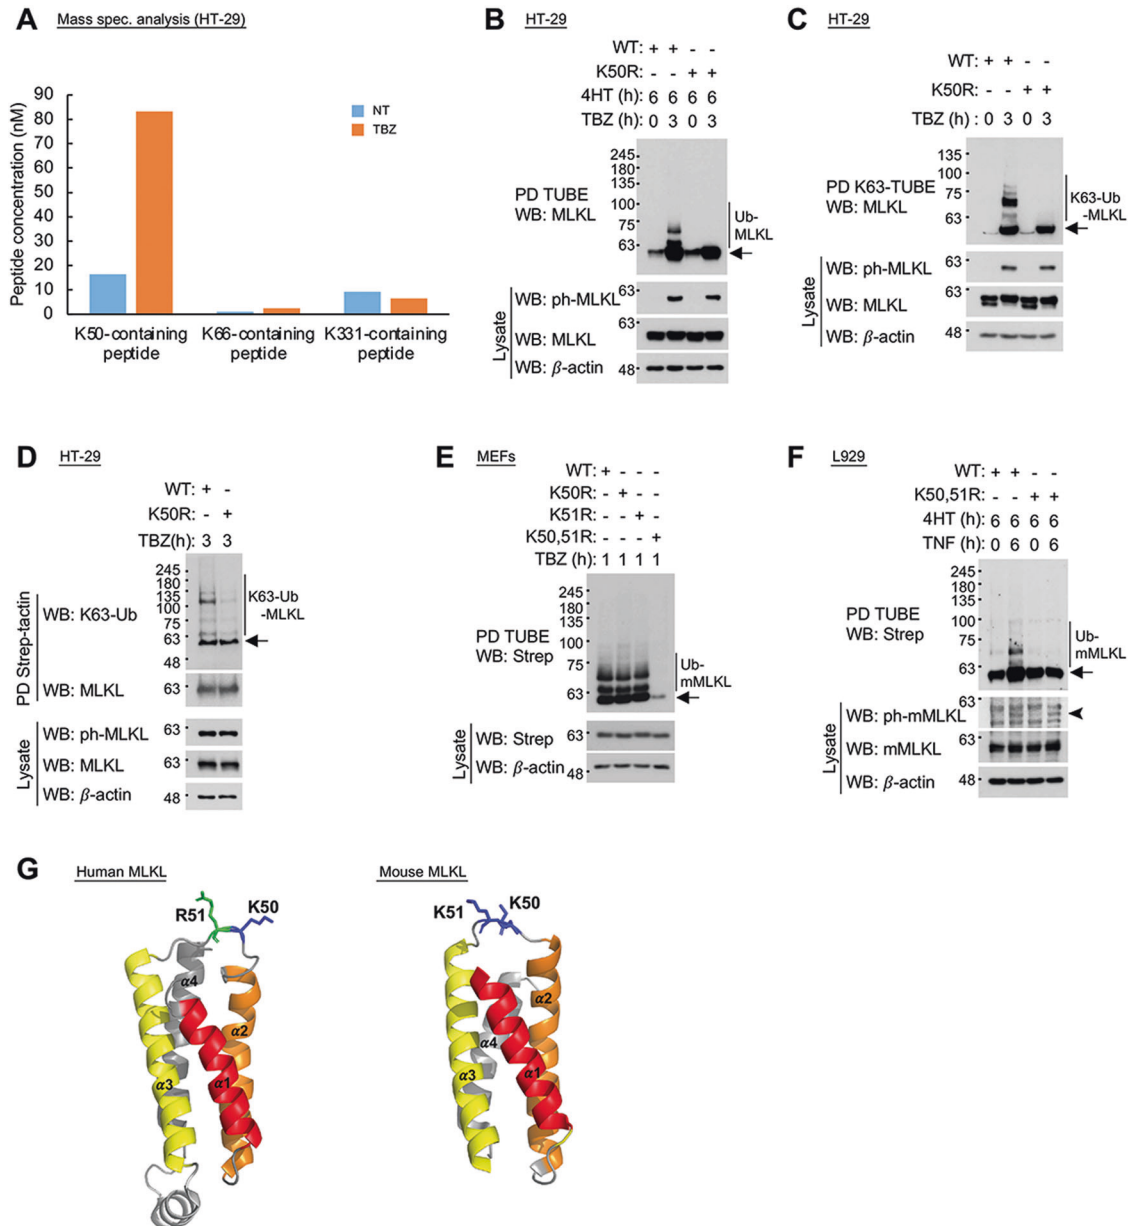 A Mass spec. analysis (HT-29)
Peptide concentration (nM)
90
80
70
60
50
40
30
20
10
0
NT
TBZ
K50-containing peptide
K66-containing peptide
K331-containing peptide
B HT-29
WT: + + - -
K50R: - - + +
4HT (h): 6 6 6 6
TBZ (h): 0 3 0 3
245
180
135
100
75
63
PD TUBE
WB: MLKL
Ub-
MLKL
Lysate
WB: ph-MLKL 63
WB: MLKL 63
WB: β-actin 48
C HT-29
WT: + + - -
K50R: - - + +
TBZ (h): 0 3 0 3
135
100
75
63
PD K63-TUBE
WB: MLKL
K63-Ub
-MLKL
Lysate
WB: ph-MLKL 63
WB: MLKL 63
WB: β-actin 48
D HT-29
WT: + -
K50R: - +
TBZ(h): 3 3
245
180
135
100
75
63
48
PD Strep-tactin
WB: K63-Ub
K63-Ub
-MLKL
WB: MLKL 63
Lysate
WB: ph-MLKL 63
WB: MLKL 63
WB: β-actin 48
E MEFs
WT: + - - -
K50R: - + - -
K51R: - - + -
K50,51R: - - - +
TBZ (h): 1 1 1 1
245
180
135
100
75
63
PD TUBE
WB: Strep
Ub-
mMLKL
Lysate
WB: Strep 63
WB: β-actin 48
F L929
WT: + + - -
K50,51R: - - + +
4HT (h): 6 6 6 6
TNF (h): 0 6 0 6
245
180
135
100
75
63
PD TUBE
WB: Strep
Ub-
mMLKL
Lysate
WB: ph-mMLKL 63
WB: mMLKL 63
WB: β-actin 48
G Human MLKL
R51
K50
α4
α2
α3
α1
Mouse MLKL
K51
K50
α2
α4
α3
α1